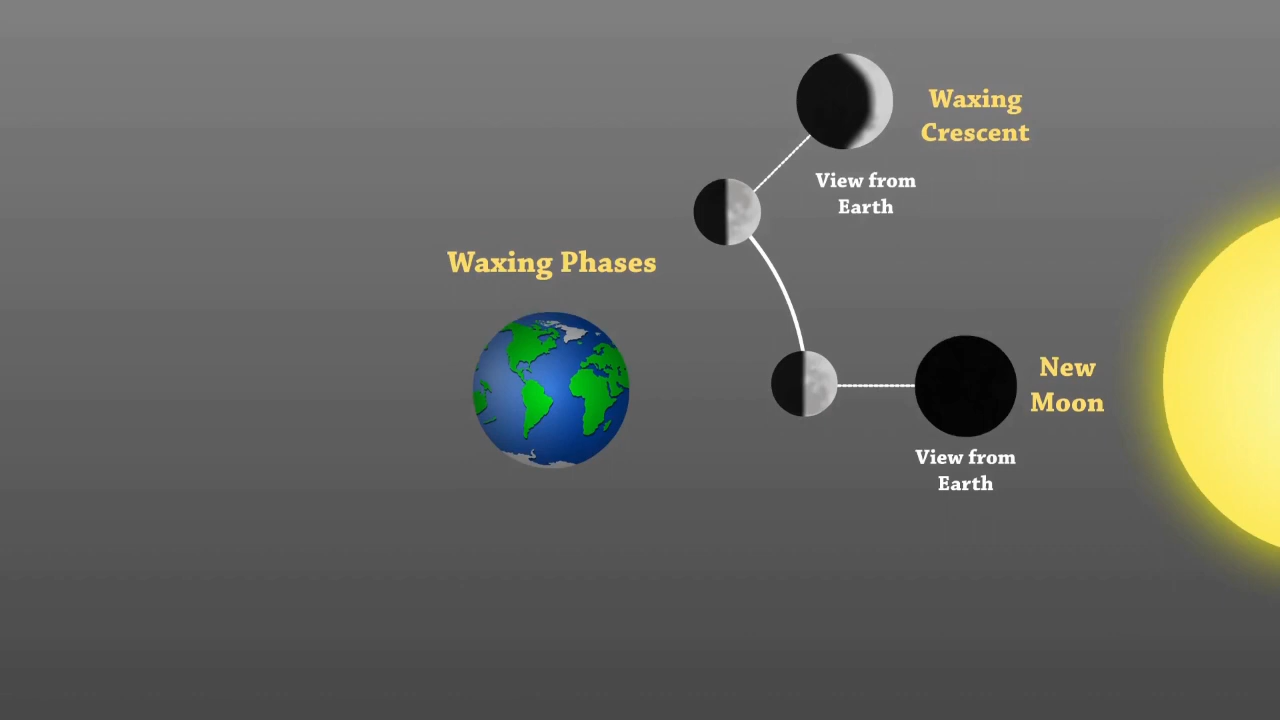 Waxing
Crescent
View from
Earth
Waxing Phases
New
Moon
View from
Earth